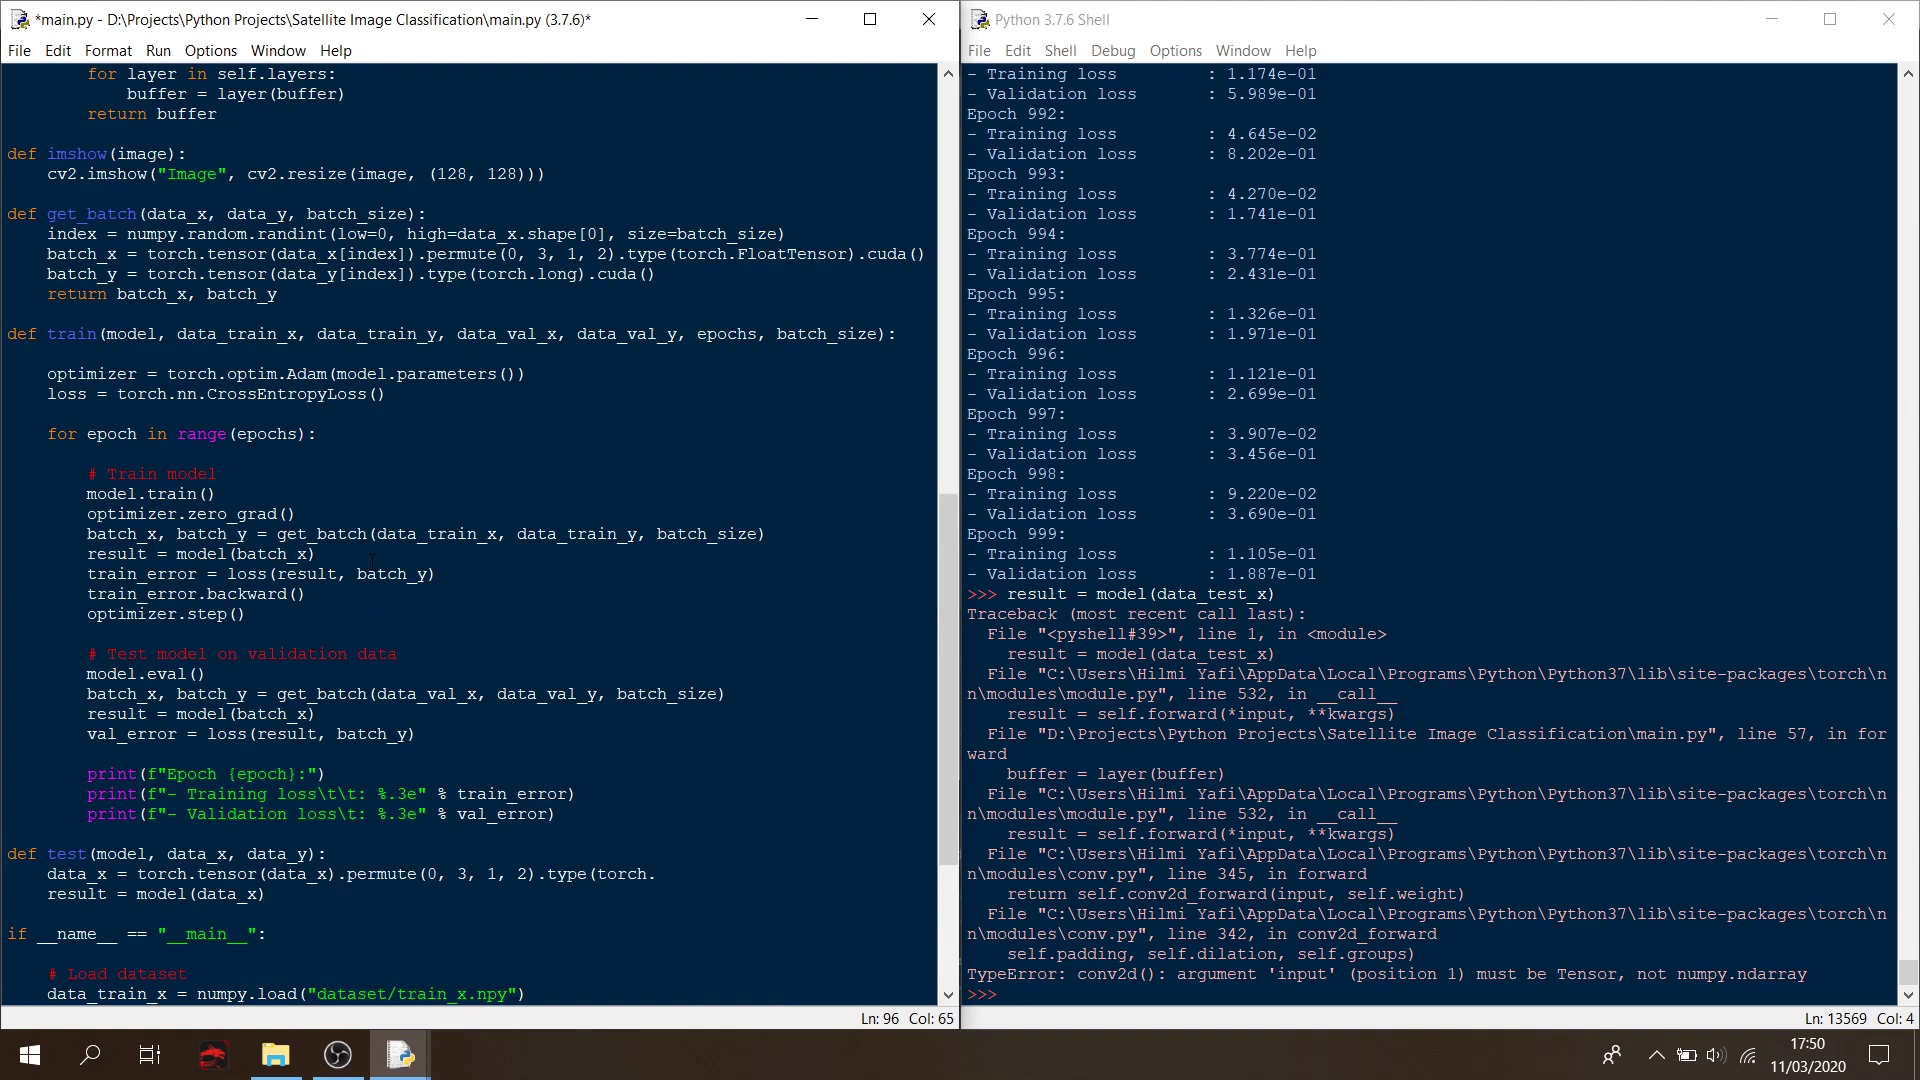 *main.py - D:\Projects\Python Projects\Satellite Image Classification\main.py (3.7.6)*
File Edit Format Run Options Window Help
        for layer in self.layers:
            buffer = layer(buffer)
        return buffer
def imshow(image):
    cv2.imshow("Image", cv2.resize(image, (128, 128)))
def get_batch(data_x, data_y, batch_size):
    index = numpy.random.randint(low=0, high=data_x.shape[0], size=batch_size)
    batch_x = torch.tensor(data_x[index]).permute(0, 3, 1, 2).type(torch.FloatTensor).cuda()
    batch_y = torch.tensor(data_y[index]).type(torch.long).cuda()
    return batch_x, batch_y
def train(model, data_train_x, data_train_y, data_val_x, data_val_y, epochs, batch_size):
    optimizer = torch.optim.Adam(model.parameters())
    loss = torch.nn.CrossEntropyLoss()
    for epoch in range(epochs):
        # Train model
        model.train()
        optimizer.zero_grad()
        batch_x, batch_y = get_batch(data_train_x, data_train_y, batch_size)
        result = model(batch_x)
        train_error = loss(result, batch_y)
        train_error.backward()
        optimizer.step()
        # Test model on validation data
        model.eval()
        batch_x, batch_y = get_batch(data_val_x, data_val_y, batch_size)
        result = model(batch_x)
        val_error = loss(result, batch_y)
        print(f"Epoch {epoch}:")
        print(f"- Training loss\t\t: %.3e" % train_error)
        print(f"- Validation loss\t: %.3e" % val_error)
def test(model, data_x, data_y):
    data_x = torch.tensor(data_x).permute(0, 3, 1, 2).type(torch.
    result = model(data_x)
if __name__ == "__main__":
    # Load dataset
    data_train_x = numpy.load("dataset/train_x.npy")
Ln: 96 Col: 65
Python 3.7.6 Shell
File Edit Shell Debug Options Window Help
- Training loss : 1.174e-01
- Validation loss : 5.989e-01
Epoch 992:
- Training loss : 4.645e-02
- Validation loss : 8.202e-01
Epoch 993:
- Training loss : 4.270e-02
- Validation loss : 1.741e-01
Epoch 994:
- Training loss : 3.774e-01
- Validation loss : 2.431e-01
Epoch 995:
- Training loss : 1.326e-01
- Validation loss : 1.971e-01
Epoch 996:
- Training loss : 1.121e-01
- Validation loss : 2.699e-01
Epoch 997:
- Training loss : 3.907e-02
- Validation loss : 3.456e-01
Epoch 998:
- Training loss : 9.220e-02
- Validation loss : 3.690e-01
Epoch 999:
- Training loss : 1.105e-01
- Validation loss : 1.887e-01
>>> result = model(data_test_x)
Traceback (most recent call last):
  File "<pyshell#39>", line 1, in <module>
    result = model(data_test_x)
  File "C:\Users\Hilmi Yafi\AppData\Local\Programs\Python\Python37\lib\site-packages\torch\n
n\modules\module.py", line 532, in __call__
    result = self.forward(*input, **kwargs)
  File "D:\Projects\Python Projects\Satellite Image Classification\main.py", line 57, in for
ward
    buffer = layer(buffer)
  File "C:\Users\Hilmi Yafi\AppData\Local\Programs\Python\Python37\lib\site-packages\torch\n
n\modules\module.py", line 532, in __call__
    result = self.forward(*input, **kwargs)
  File "C:\Users\Hilmi Yafi\AppData\Local\Programs\Python\Python37\lib\site-packages\torch\n
n\modules\conv.py", line 345, in forward
    return self.conv2d_forward(input, self.weight)
  File "C:\Users\Hilmi Yafi\AppData\Local\Programs\Python\Python37\lib\site-packages\torch\n
n\modules\conv.py", line 342, in conv2d_forward
    self.padding, self.dilation, self.groups)
TypeError: conv2d(): argument 'input' (position 1) must be Tensor, not numpy.ndarray
>>>
Ln: 13569 Col: 4
17:50
11/03/2020